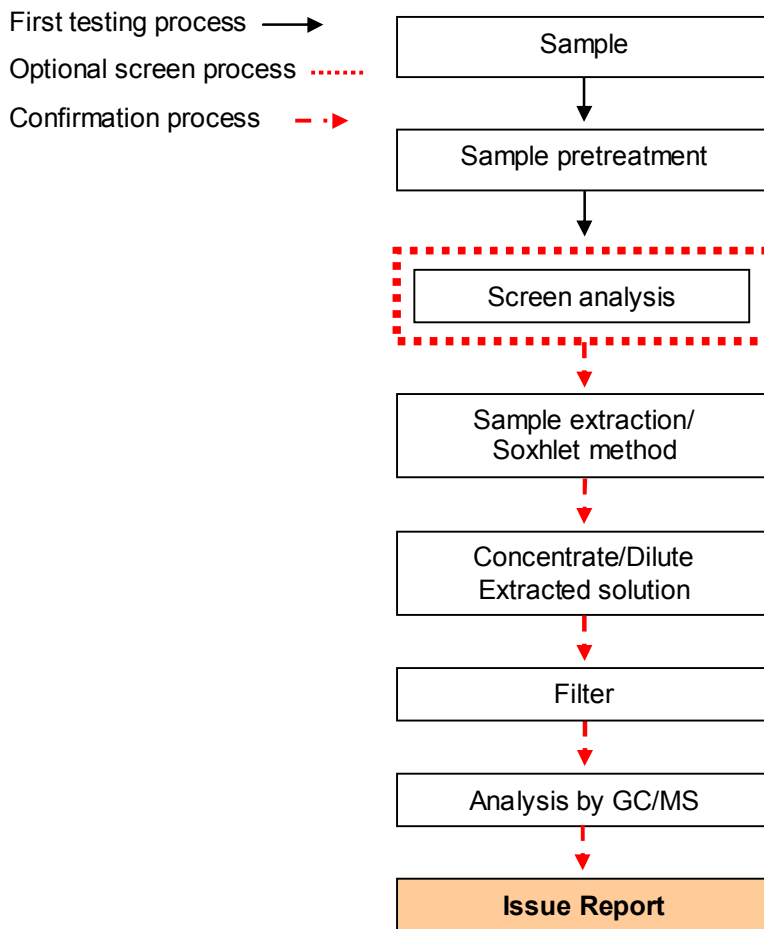 First testing process
Optional screen process
Confirmation process
Sample
Sample pretreatment
Screen analysis
Sample extraction/
Soxhlet method
Concentrate/Dilute
Extracted solution
Filter
Analysis by GC/MS
Issue Report